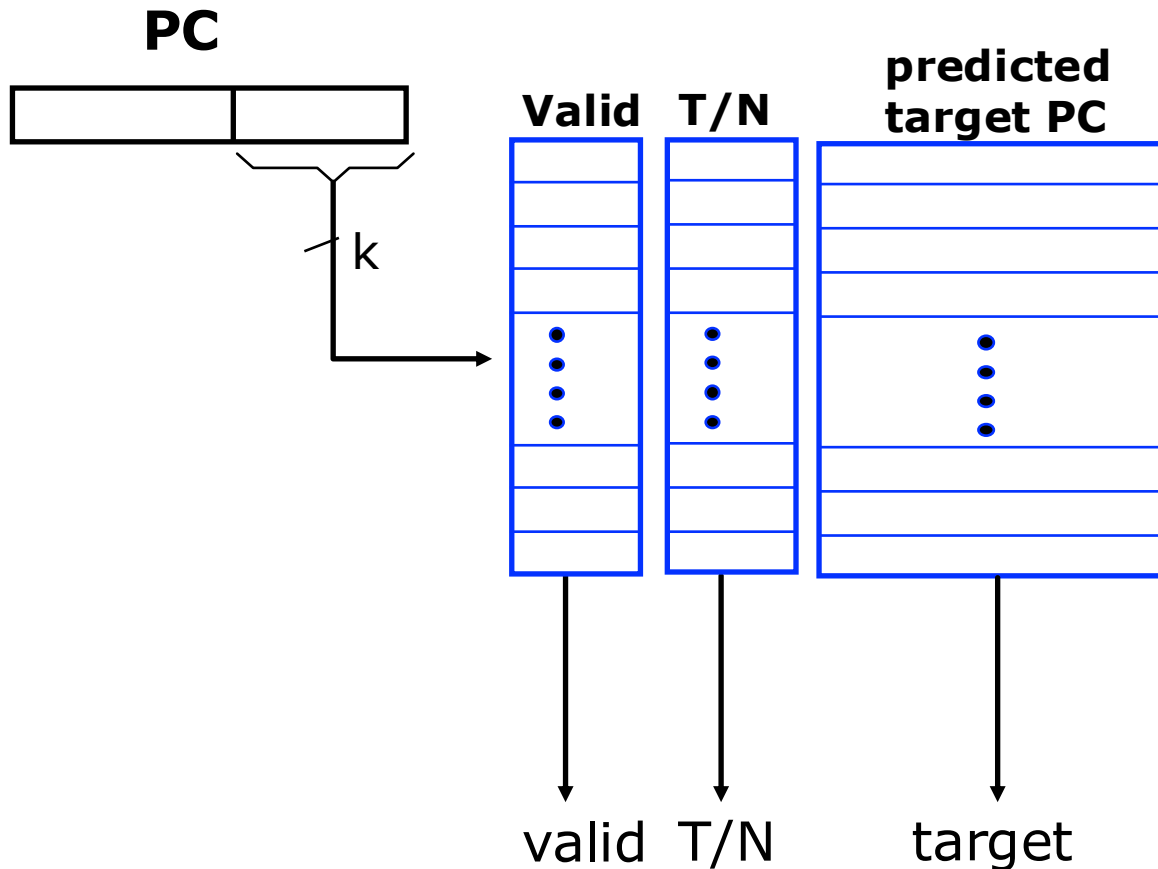 PC
predicted
target PC
Valid T/N
k
valid T/N target